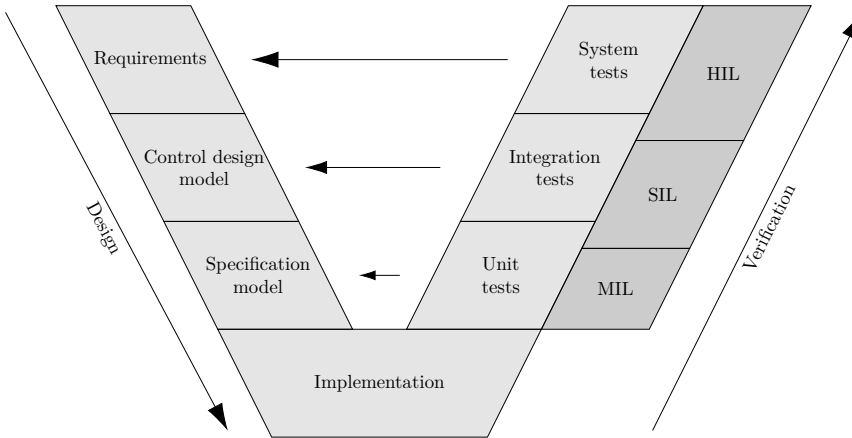 Requirements
System
tests
HIL
Control design
model
Integration
tests
SIL
Design
Verification
Specification
model
Unit
tests
MIL
Implementation